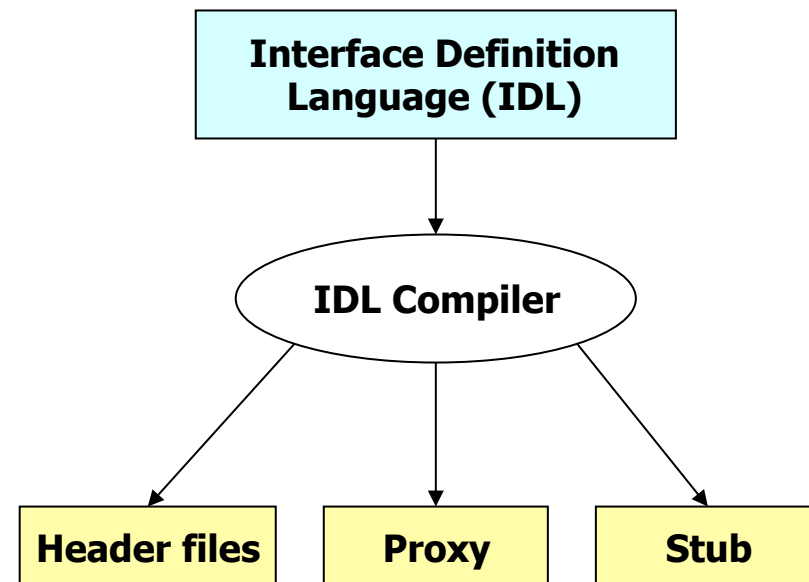 Interface Definition
Language (IDL)
IDL Compiler
Header files
Proxy
Stub